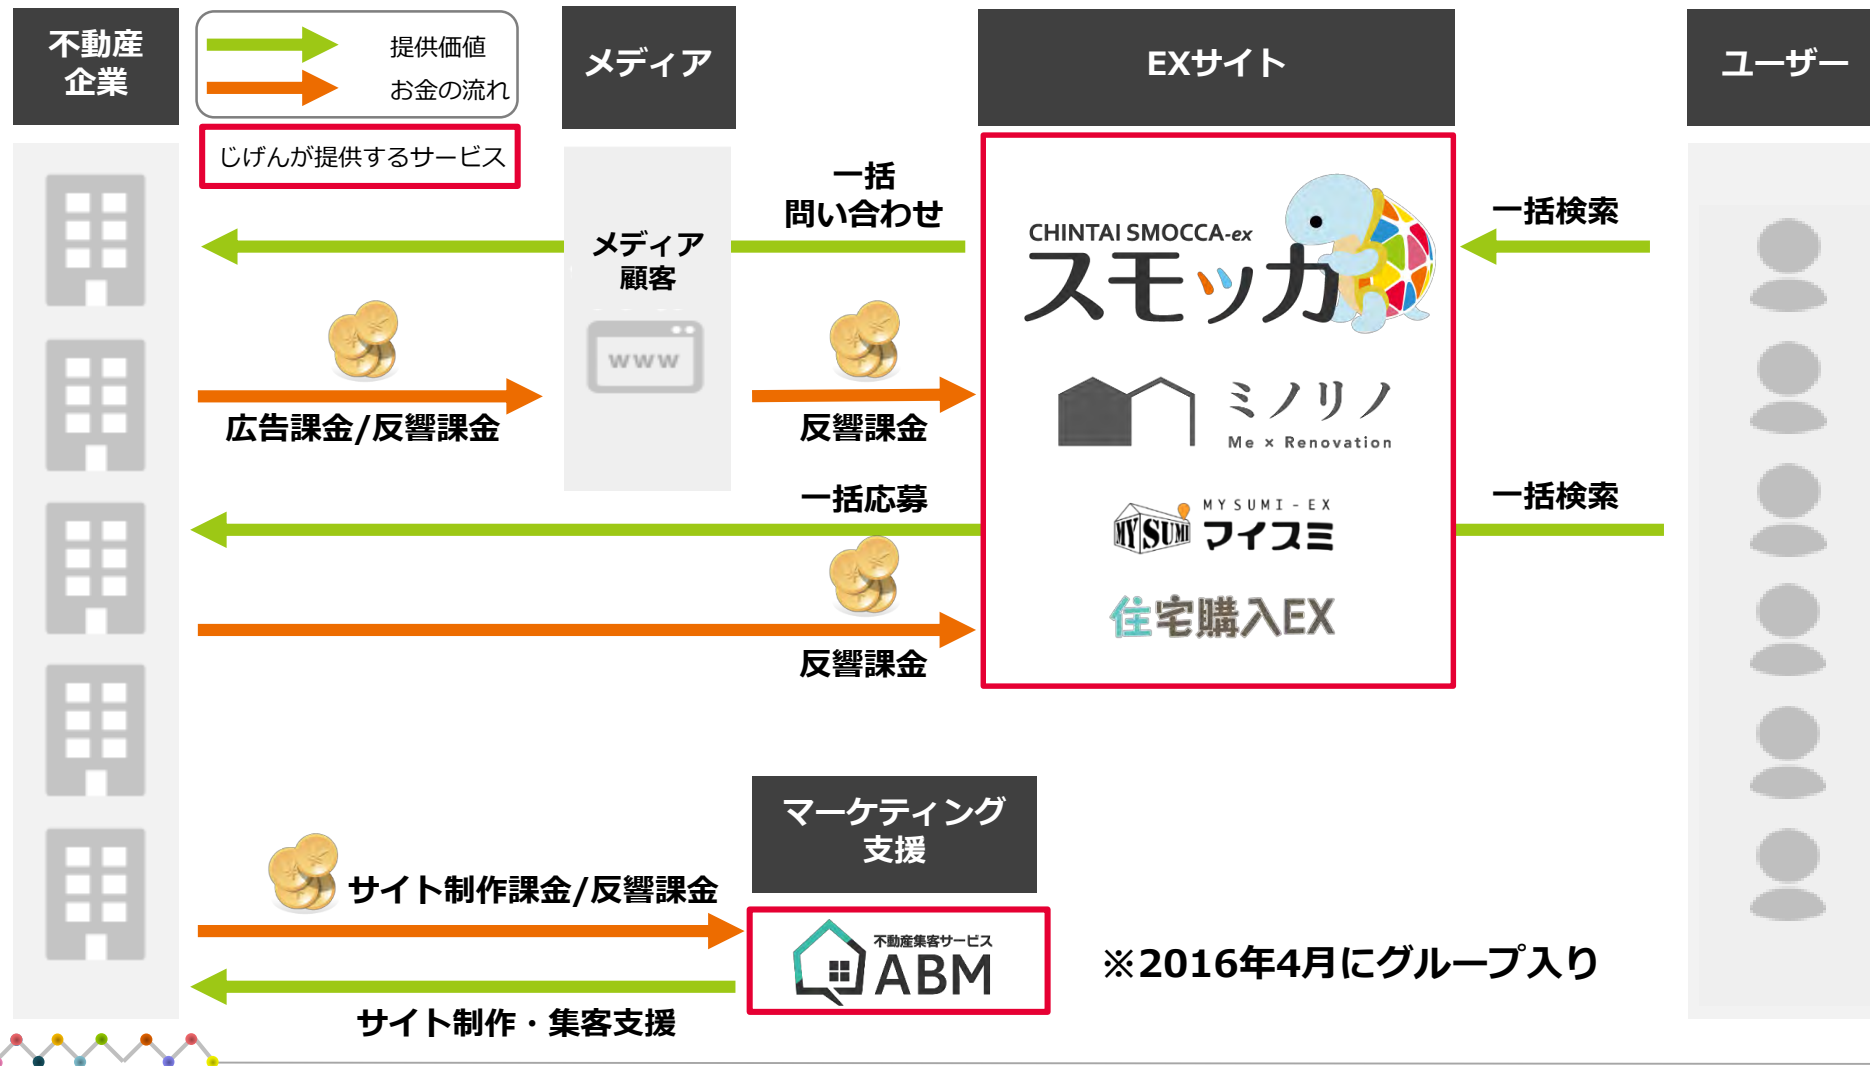 不動産
企業
提供価値
お金の流れ
じげんが提供するサービス
メディア
EXサイト
ユーザー
一括
問い合わせ
一括検索
メディア
顧客
www
CHINTAI SMOCCA-ex
スモッカ
広告課金/反響課金
反響課金
ミノリノ
Me × Renovation
一括応募
一括検索
MYSUMI-EX
MYSUMI
マイスミ
住宅購入EX
反響課金
マーケティング
支援
サイト制作課金/反響課金
不動産集客サービス
ABM
※2016年4月にグループ入り
サイト制作・集客支援